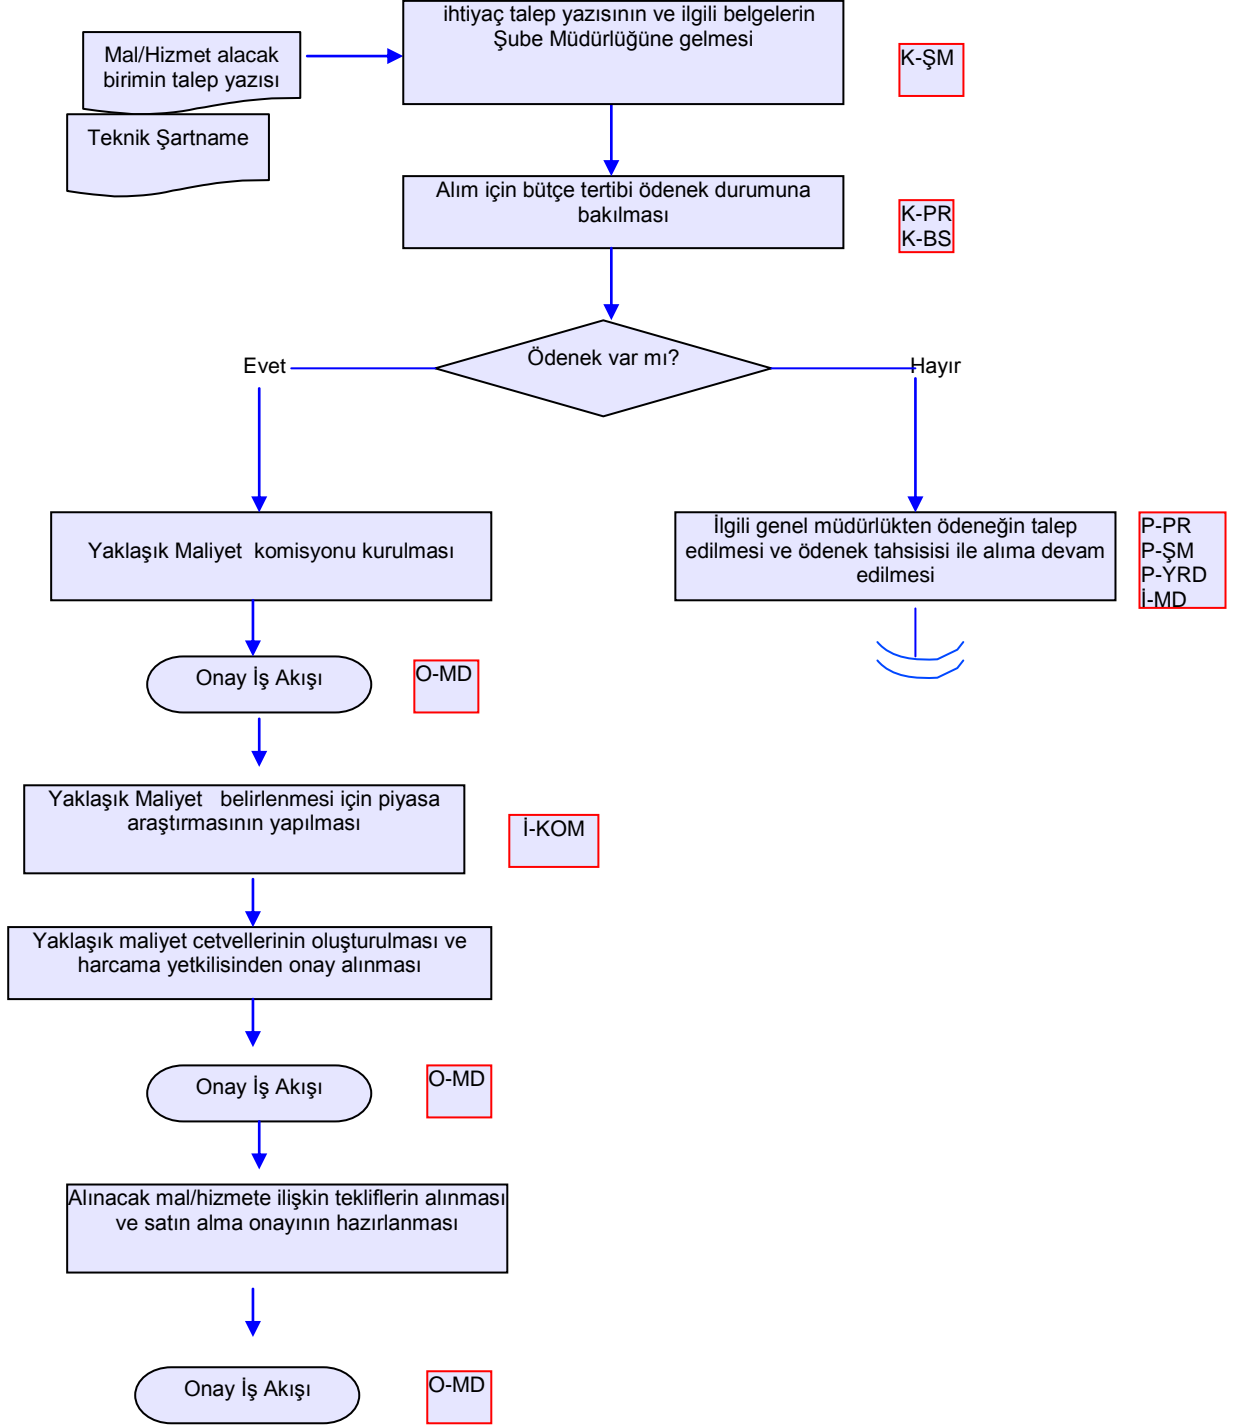 ihtiyaç talep yazısının ve ilgili belgelerin
Şube Müdürlüğüne gelmesi
Mal/Hizmet alacak
birimin talep yazısı
K-ŞM
Teknik Şartname
Alım için bütçe tertibi ödenek durumuna
bakılması
K-PR
K-BS
Ödenek var mı?
Evet
Hayır
Yaklaşık Maliyet komisyonu kurulması
İlgili genel müdürlükten ödeneğin talep
edilmesi ve ödenek tahsisisi ile alıma devam
edilmesi
P-PR
P-ŞM
P-YRD
İ-MD
Onay İş Akışı
O-MD
Yaklaşık Maliyet belirlenmesi için piyasa
araştırmasının yapılması
İ-KOM
Yaklaşık maliyet cetvellerinin oluşturulması ve
harcama yetkilisinden onay alınması
Onay İş Akışı
O-MD
Alınacak mal/hizmete ilişkin tekliflerin alınması
ve satın alma onayının hazırlanması
Onay İş Akışı
O-MD